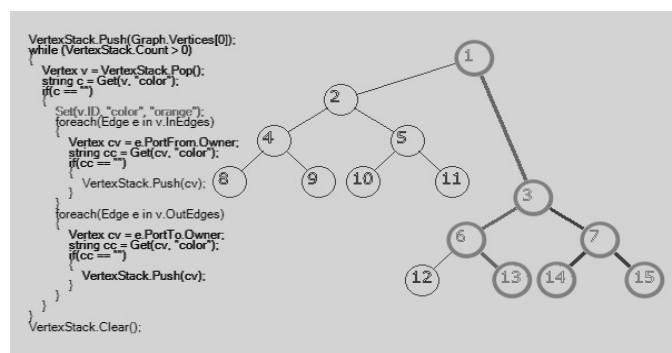 VertexStack.Push(Graph.Vertices[0]);
while (VertexStack.Count > 0)
{
Vertex v = VertexStack.Pop();
string c = Get(v, "color");
if(c == "")
{
Set(v.ID, "color", "orange");
foreach(Edge e in v.InEdges)
{
Vertex cv = e.PortFrom.Owner;
string cc = Get(cv, "color");
if(cc == "")
{
VertexStack.Push(cv);
}
}
foreach(Edge e in v.OutEdges)
{
Vertex cv = e.PortTo.Owner;
string cc = Get(cv, "color");
if(cc == "")
{
VertexStack.Push(cv);
}
}
}
}
VertexStack.Clear();
1
2
4
5
8
9
10
11
3
6
7
12
13
14
15